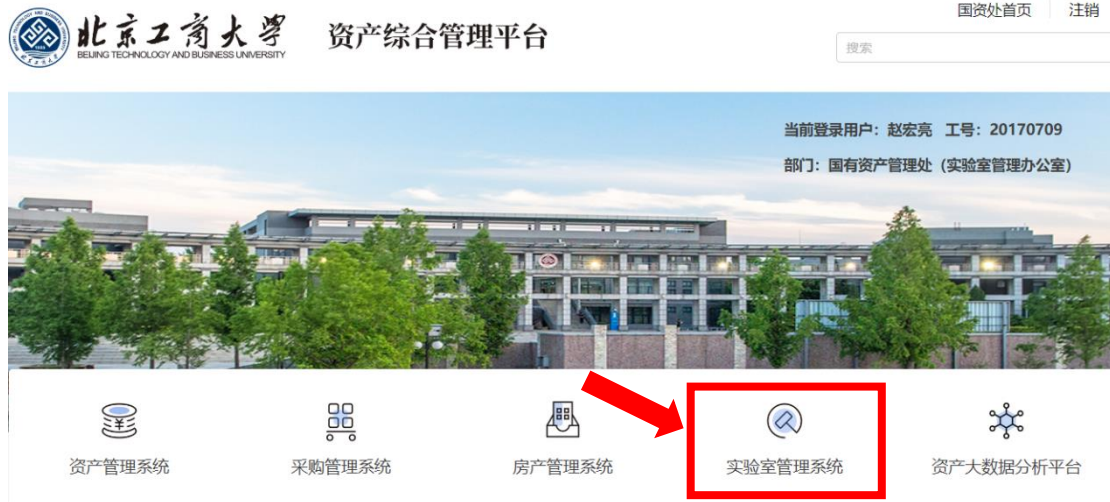 国资处首页 注销
北京工商大学
BEIJING TECHNOLOGY AND BUSINESS UNIVERSITY
资产综合管理平台
搜索
当前登录用户：赵宏亮 工号：20170709
部门：国有资产管理处（实验室管理办公室）
资产管理系统 采购管理系统 房产管理系统 实验室管理系统 资产大数据分析平台